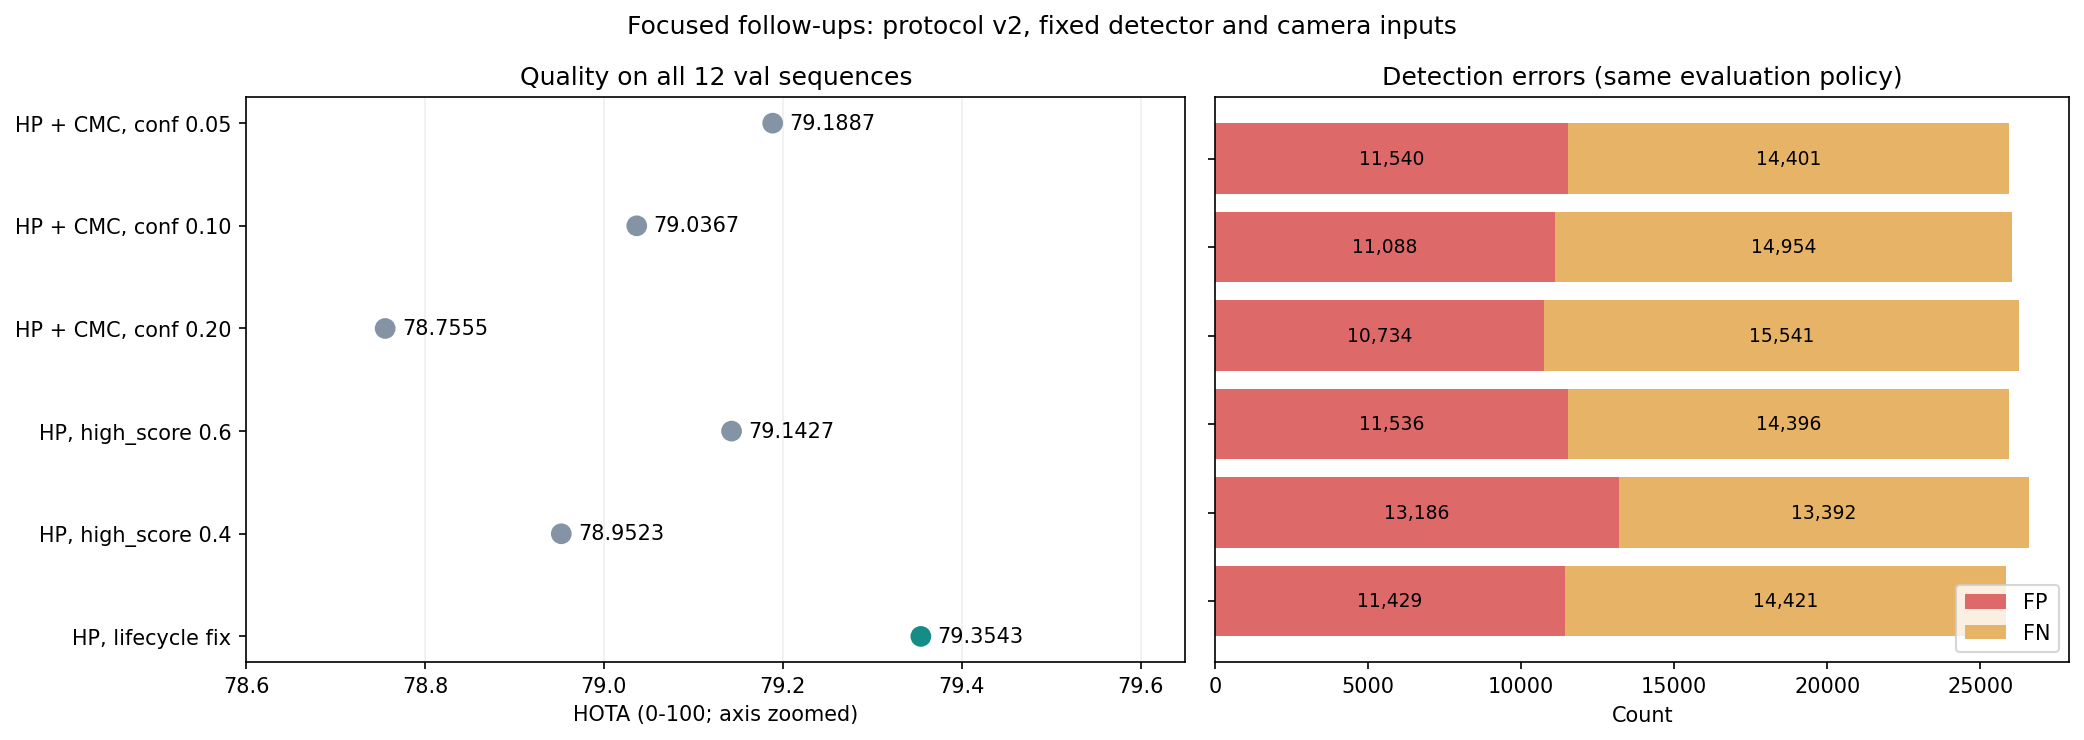 Focused follow-ups: protocol v2, fixed detector and camera inputs
Quality on all 12 val sequences
HP + CMC, conf 0.05
79.1887
HP + CMC, conf 0.10
79.0367
HP + CMC, conf 0.20
78.7555
HP, high_score 0.6
79.1427
HP, high_score 0.4
78.9523
HP, lifecycle fix
79.3543
78.6 78.8 79.0 79.2 79.4 79.6
HOTA (0-100; axis zoomed)
Detection errors (same evaluation policy)
11,540 14,401
11,088 14,954
10,734 15,541
11,536 14,396
13,186 13,392
11,429 14,421
FP
FN
0 5000 10000 15000 20000 25000
Count